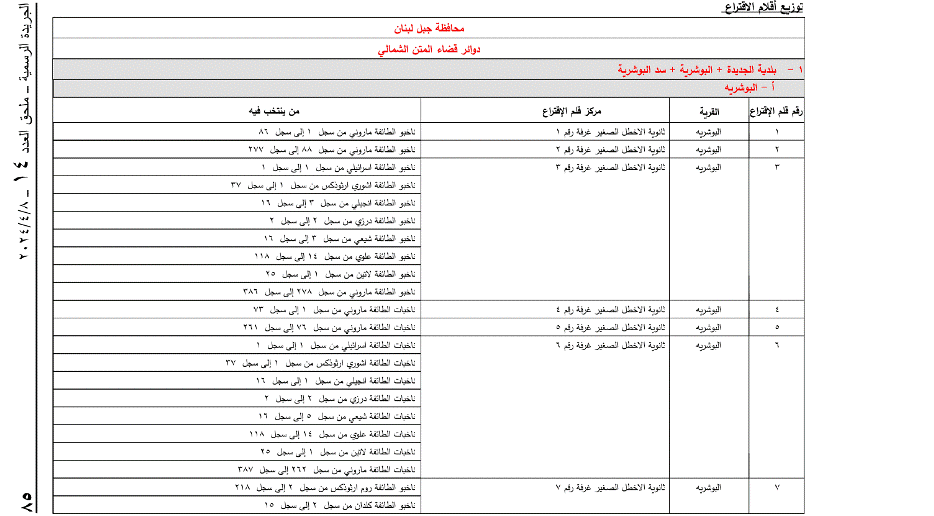 توزيع أقلام الإقتراع
محافظة جبل لبنان
دوائر قضاء المتن الشمالي
١ - بلدية الجديدة + البوشرية + سد البوشرية
أ - البوشريه
رقم قلم الإقتراع القرية مركز قلم الإقتراع من ينتخب فيه
١ البوشريه ثانوية الاخطل الصغير غرفة رقم ١ ناخبو الطائفة ماروني من سجل ١ إلى سجل ٨٦
٢ البوشريه ثانوية الاخطل الصغير غرفة رقم ٢ ناخبو الطائفة ماروني من سجل ٨٨ إلى سجل ٢٧٧
٣ البوشريه ثانوية الاخطل الصغير غرفة رقم ٣ ناخبو الطائفة اسرائيلي من سجل ١ إلى سجل ١
ناخبو الطائفة اشوري ارثوذكس من سجل ١ إلى سجل ٣٧
ناخبو الطائفة انجيلي من سجل ٣ إلى سجل ١٦
ناخبو الطائفة درزي من سجل ٢ إلى سجل ٢
ناخبو الطائفة شيعي من سجل ٣ إلى سجل ١٦
ناخبو الطائفة علوي من سجل ١٤ إلى سجل ١١٨
ناخبو الطائفة لاتين من سجل ١ إلى سجل ٢٥
ناخبو الطائفة ماروني من سجل ٢٧٨ إلى سجل ٣٨٦
٤ البوشريه ثانوية الاخطل الصغير غرفة رقم ٤ ناخبات الطائفة ماروني من سجل ١ إلى سجل ٧٣
٥ البوشريه ثانوية الاخطل الصغير غرفة رقم ٥ ناخبات الطائفة ماروني من سجل ٧٦ إلى سجل ٢٦١
٦ البوشريه ثانوية الاخطل الصغير غرفة رقم ٦ ناخبات الطائفة اسرائيلي من سجل ١ إلى سجل ١
ناخبات الطائفة اشوري ارثوذكس من سجل ١ إلى سجل ٣٧
ناخبات الطائفة انجيلي من سجل ١ إلى سجل ١٦
ناخبات الطائفة درزي من سجل ٢ إلى سجل ٢
ناخبات الطائفة شيعي من سجل ٥ إلى سجل ١٦
ناخبات الطائفة علوي من سجل ١٤ إلى سجل ١١٨
ناخبات الطائفة لاتين من سجل ١ إلى سجل ٢٥
ناخبات الطائفة ماروني من سجل ٢٦٢ إلى سجل ٣٨٧
٧ البوشريه ثانوية الاخطل الصغير غرفة رقم ٧ ناخبو الطائفة روم ارثوذكس من سجل ٢ إلى سجل ٢١٨
ناخبو الطائفة كلدان من سجل ٢ إلى سجل ١٥
الجريدة الرسمية – ملحق العدد ١٤ – ٢٠٢٤/٤/٨
٨٥